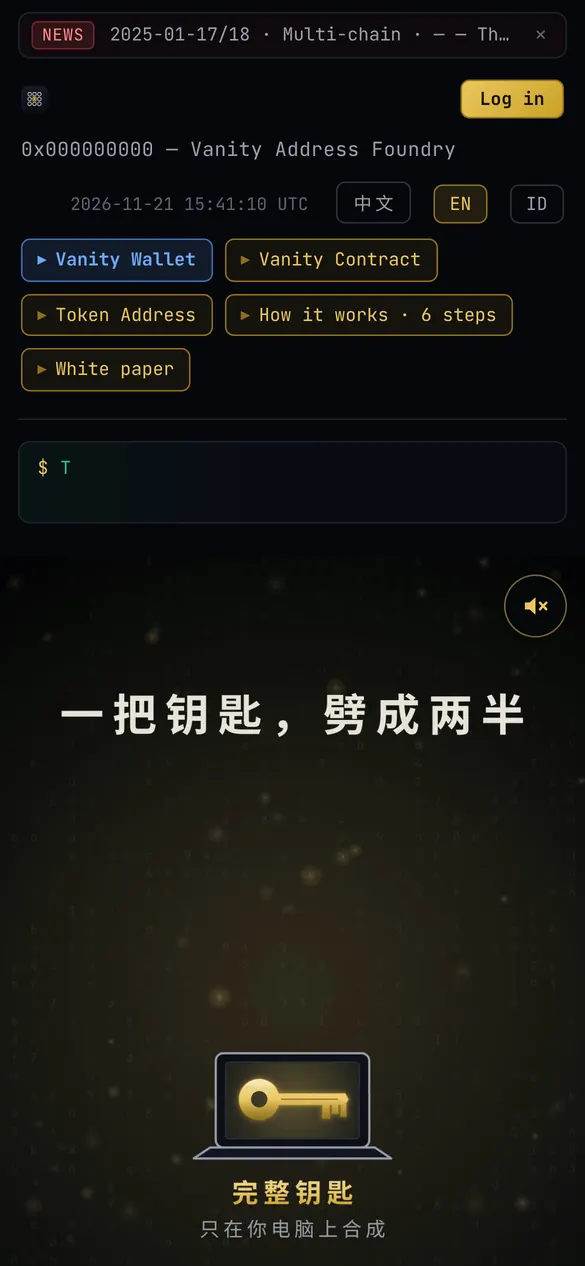 NEWS 2025-01-17/18 · Multi-chain · — — Th… ×
Log in
0x000000000 — Vanity Address Foundry
2026-11-21 15:41:10 UTC 中文 EN ID
▸ Vanity Wallet ▸ Vanity Contract
▸ Token Address ▸ How it works · 6 steps
▸ White paper
$ T
一把钥匙，劈成两半
完整钥匙
只在你电脑上合成